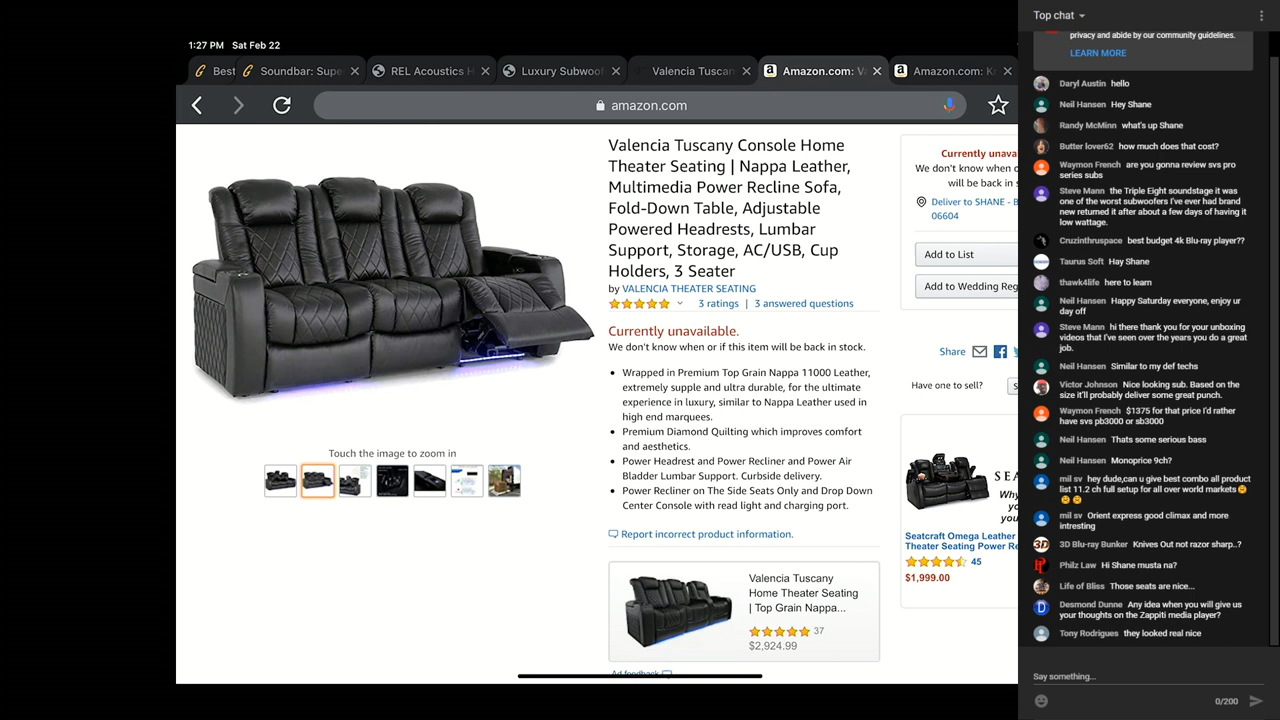 1:27 PM Sat Feb 22
Best
Soundbar: Supe
REL Acoustics H
Luxury Subwoof
Valencia Tuscan
Amazon.com: Va
Amazon.com: K
amazon.com
Valencia Tuscany Console Home
Theater Seating | Nappa Leather,
Multimedia Power Recline Sofa,
Fold-Down Table, Adjustable
Powered Headrests, Lumbar
Support, Storage, AC/USB, Cup
Holders, 3 Seater
by VALENCIA THEATER SEATING
3 ratings | 3 answered questions
Currently unavailable.
We don't know when or if this item will be back in stock.
• Wrapped in Premium Top Grain Nappa 11000 Leather,
extremely supple and ultra durable, for the ultimate
experience in luxury, similar to Nappa Leather used in
high end marquees.
• Premium Diamond Quilting which improves comfort
and aesthetics.
• Power Headrest and Power Recliner and Power Air
Bladder Lumbar Support. Curbside delivery.
• Power Recliner on The Side Seats Only and Drop Down
Center Console with read light and charging port.
Report incorrect product information.
Touch the image to zoom in
Valencia Tuscany
Home Theater Seating
| Top Grain Nappa...
37
$2,924.99
Ad feedback
Currently unava
We don't know when o
will be back in s
Deliver to SHANE - B
06604
Add to List
Add to Wedding Reg
Share
Have one to sell?
S
SEA
Why
yo
you
Seatcraft Omega Leather
Theater Seating Power Re
45
$1,999.00
Top chat
privacy and abide by our community guidelines.
LEARN MORE
Daryl Austin hello
Neil Hansen Hey Shane
Randy McMinn what's up Shane
Butter lover62 how much does that cost?
Waymon French are you gonna review svs pro
series subs
Steve Mann the Triple Eight soundstage it was
one of the worst subwoofers I've ever had brand
new returned it after about a few days of having it
low wattage.
Cruzinthruspace best budget 4k Blu-ray player??
Taurus Soft Hay Shane
thawk4life here to learn
Neil Hansen Happy Saturday everyone, enjoy ur
day off
Steve Mann hi there thank you for your unboxing
videos that I've seen over the years you do a great
job.
Neil Hansen Similar to my def techs
Victor Johnson Nice looking sub. Based on the
size it'll probably deliver some great punch.
Waymon French $1375 for that price I'd rather
have svs pb3000 or sb3000
Neil Hansen Thats some serious bass
Neil Hansen Monoprice 9ch?
mil sv hey dude,can u give best combo all product
list 11.2 ch full setup for all over world markets
mil sv Orient express good climax and more
intresting
3D Blu-ray Bunker Knives Out not razor sharp..?
Philz Law Hi Shane musta na?
Life of Bliss Those seats are nice...
Desmond Dunne Any idea when you will give us
your thoughts on the Zappiti media player?
Tony Rodrigues they looked real nice
Say something...
0/200